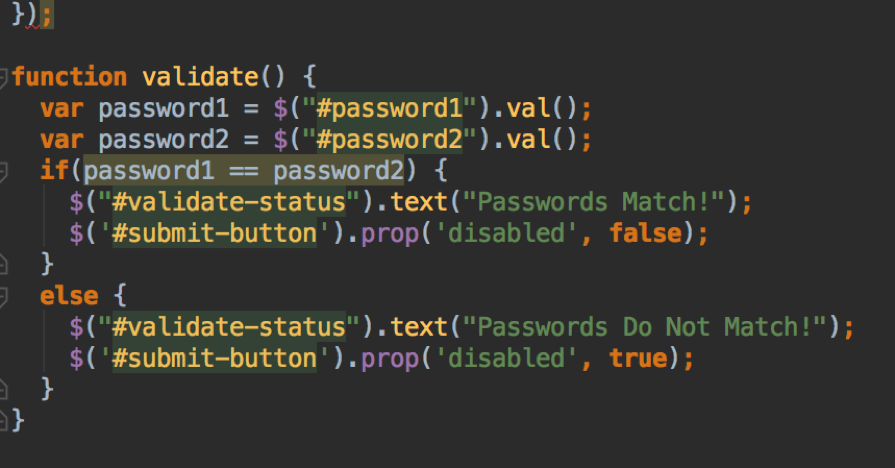 });
function validate() {
  var password1 = $("#password1").val();
  var password2 = $("#password2").val();
  if(password1 == password2) {
    $("#validate-status").text("Passwords Match!");
    $('#submit-button').prop('disabled', false);
  }
  else {
    $("#validate-status").text("Passwords Do Not Match!");
    $('#submit-button').prop('disabled', true);
  }
}